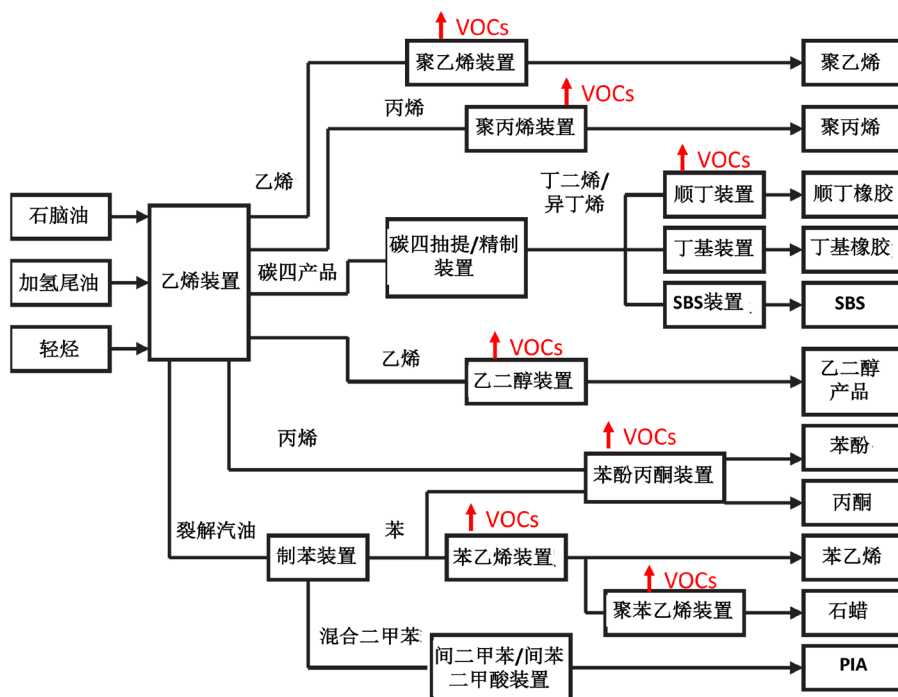 VOCs
聚乙烯装置
聚乙烯
丙烯
VOCs
聚丙烯装置
聚丙烯
乙烯
丁二烯/
异丁烯
VOCs
顺丁装置
顺丁橡胶
石脑油
碳四抽提/精制
装置
丁基装置
丁基橡胶
加氢尾油
乙烯装置
碳四产品
SBS装置
SBS
轻烃
乙烯
VOCs
乙二醇装置
乙二醇
产品
丙烯
VOCs
苯酚丙酮装置
苯酚
丙酮
裂解汽油
制苯装置
苯
VOCs
苯乙烯装置
苯乙烯
VOCs
聚苯乙烯装置
石蜡
混合二甲苯
间二甲苯/间苯
二甲酸装置
PIA